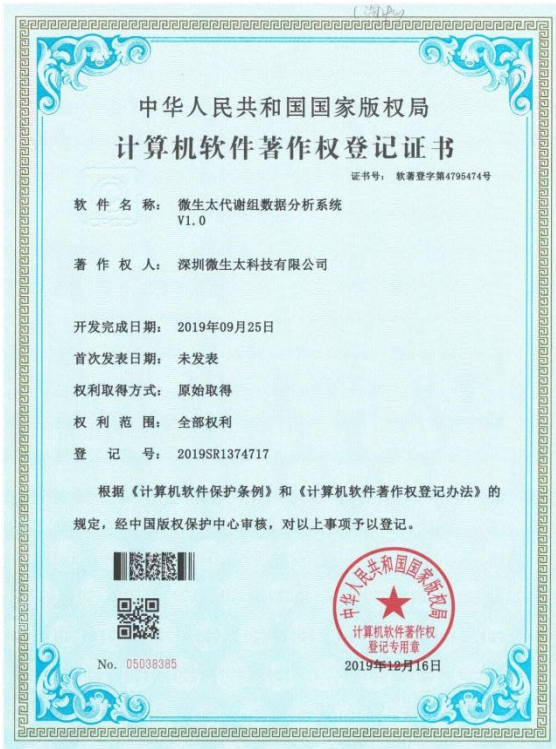 中华人民共和国国家版权局
计算机软件著作权登记证书
证书号： 软著登字第4795474号
软件名称： 微生太代谢组数据分析系统
V1.0
著作权人： 深圳微生太科技有限公司
开发完成日期： 2019年09月25日
首次发表日期： 未发表
权利取得方式： 原始取得
权利范围： 全部权利
登记号： 2019SR1374717
根据《计算机软件保护条例》和《计算机软件著作权登记办法》的
规定，经中国版权保护中心审核，对以上事项予以登记。
中华人民共和国国家版权局
计算机软件著作权
登记专用章
No. 05038385
2019年12月16日